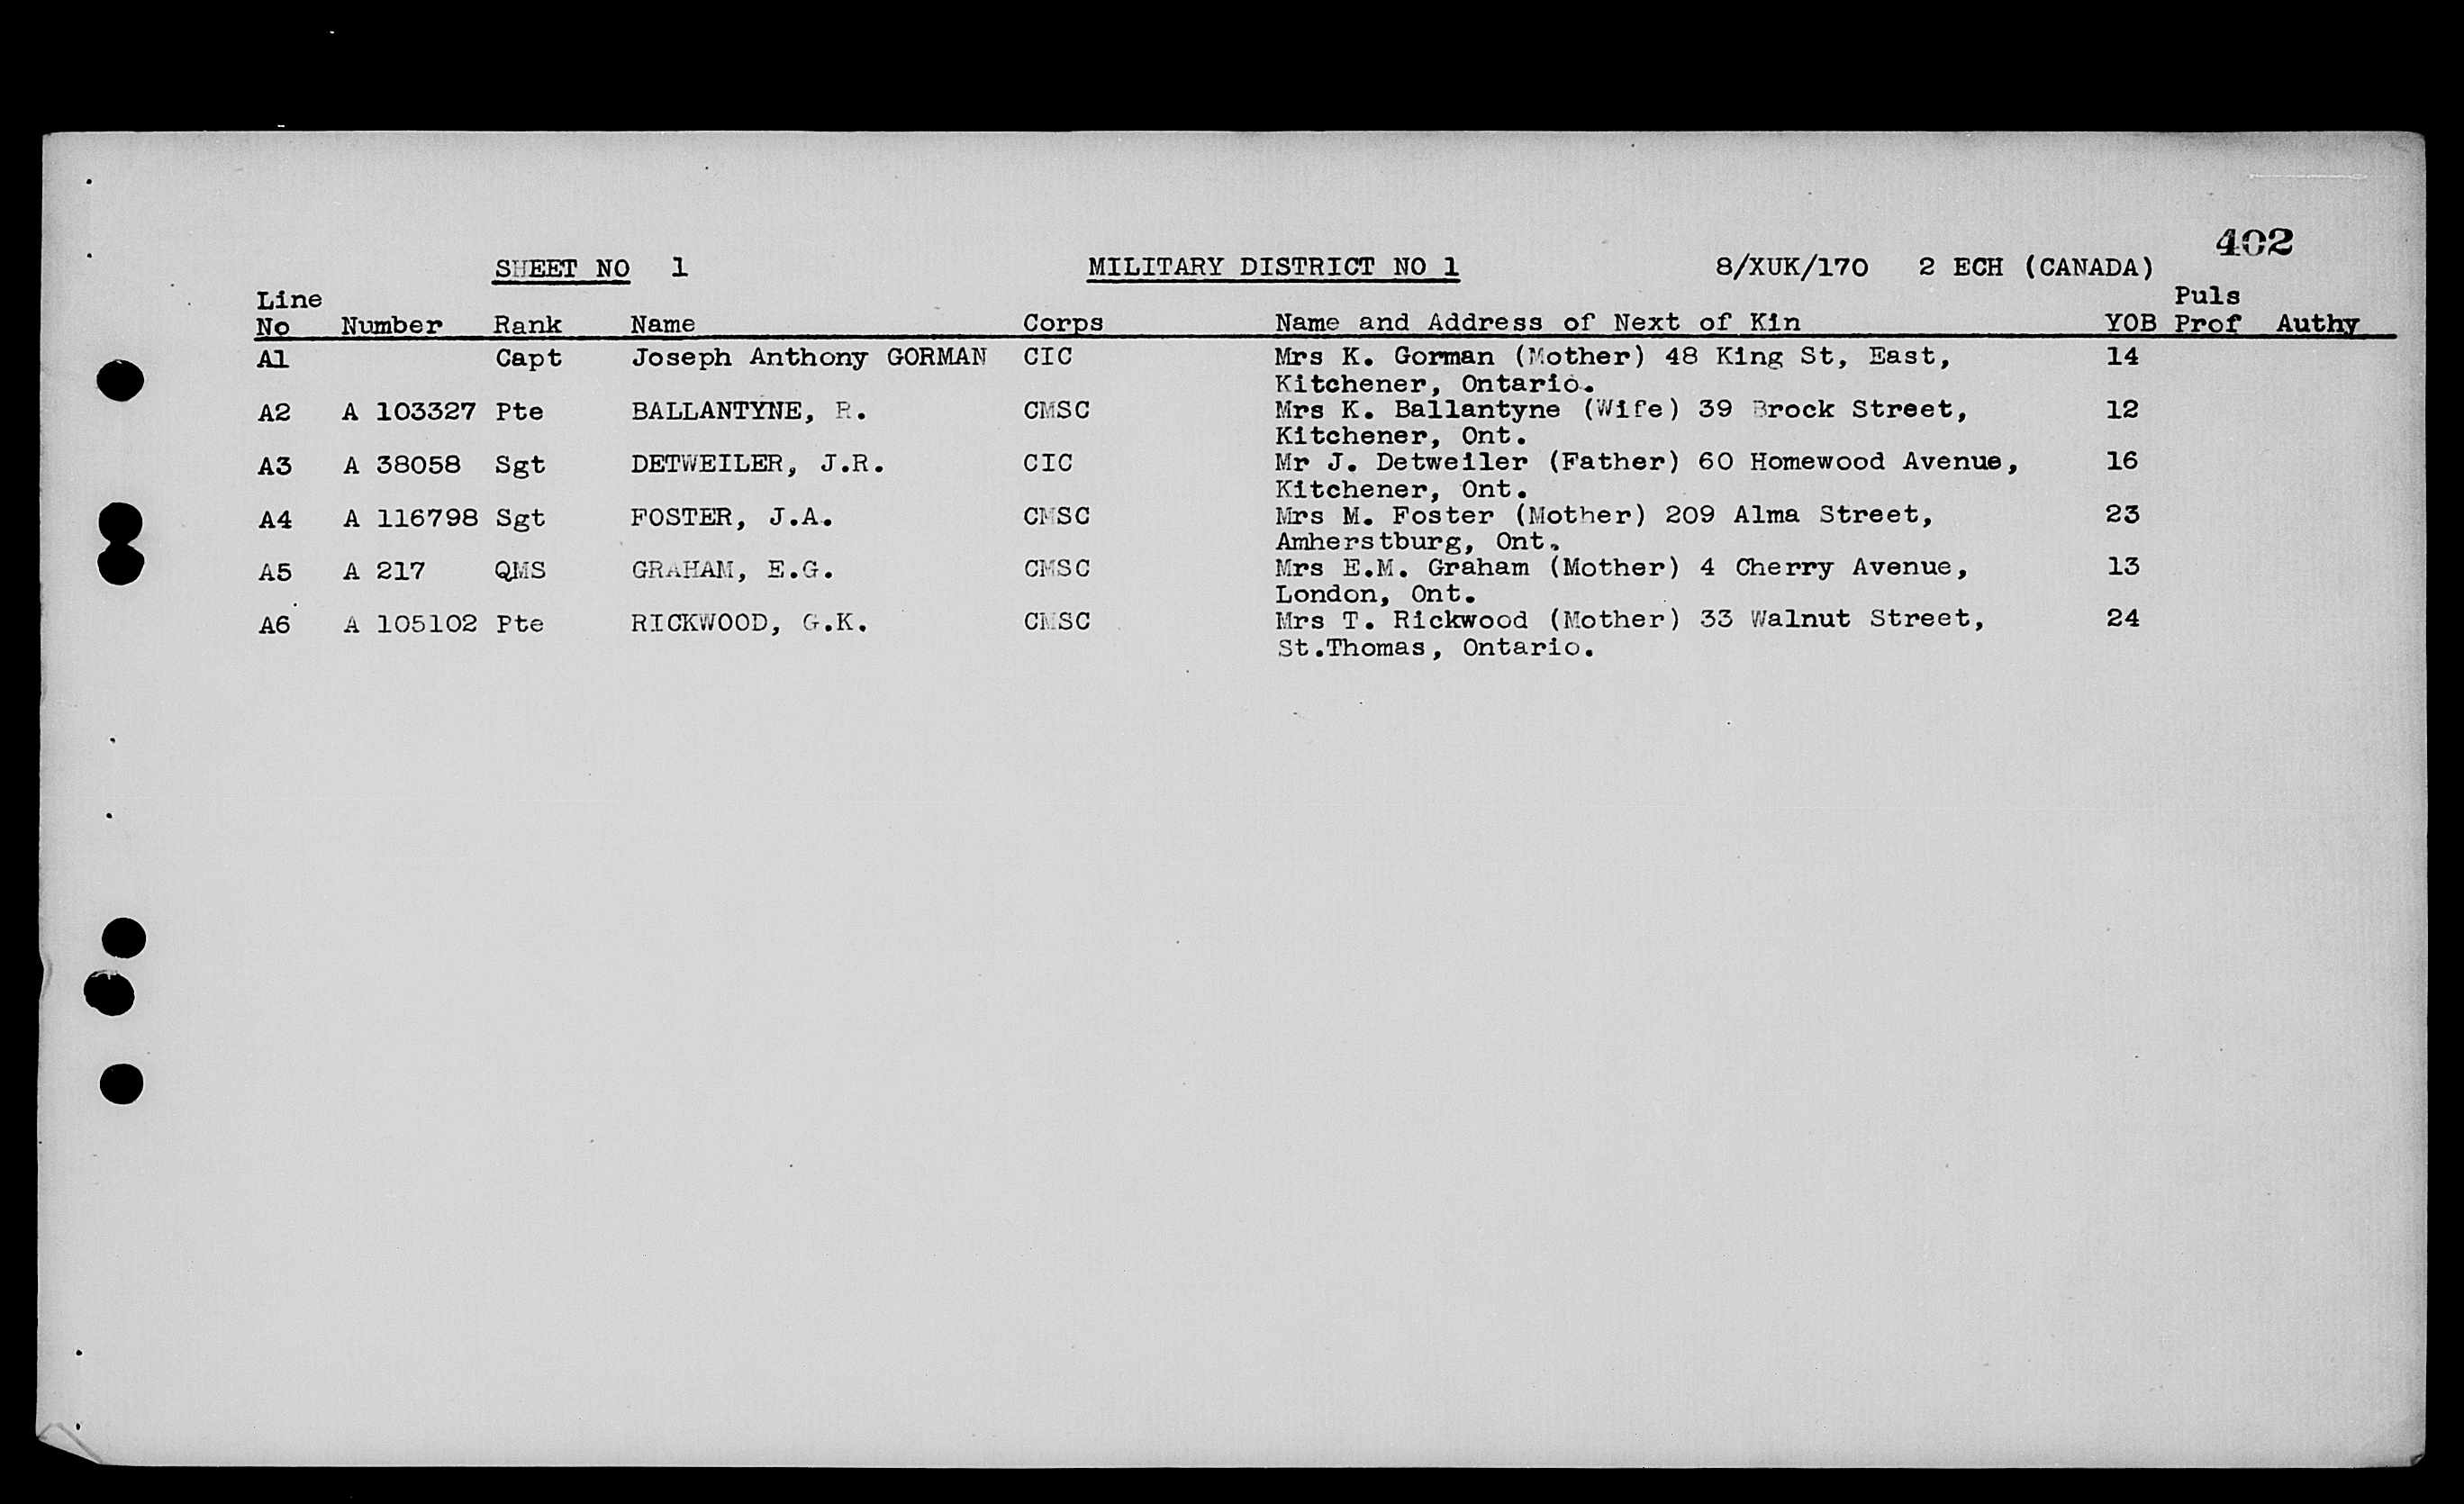 402
SHEET NO 1 MILITARY DISTRICT NO 1 8/XUK/170 2 ECH (CANADA)
Line Puls
No Number Rank Name Corps Name and Address of Next of Kin YOB Prof Authy
A1 Capt Joseph Anthony GORMAN CIC Mrs K. Gorman (Mother) 48 King St, East, 14
Kitchener, Ontario.
A2 A 103327 Pte BALLANTYNE, R. CMSC Mrs K. Ballantyne (Wife) 39 Brock Street, 12
Kitchener, Ont.
A3 A 38058 Sgt DETWEILER, J.R. CIC Mr J. Detweiler (Father) 60 Homewood Avenue, 16
Kitchener, Ont.
A4 A 116798 Sgt FOSTER, J.A. CMSC Mrs M. Foster (Mother) 209 Alma Street, 23
Amherstburg, Ont.
A5 A 217 QMS GRAHAM, E.G. CMSC Mrs E.M. Graham (Mother) 4 Cherry Avenue, 13
London, Ont.
A6 A 105102 Pte RICKWOOD, G.K. CMSC Mrs T. Rickwood (Mother) 33 Walnut Street, 24
St.Thomas, Ontario.